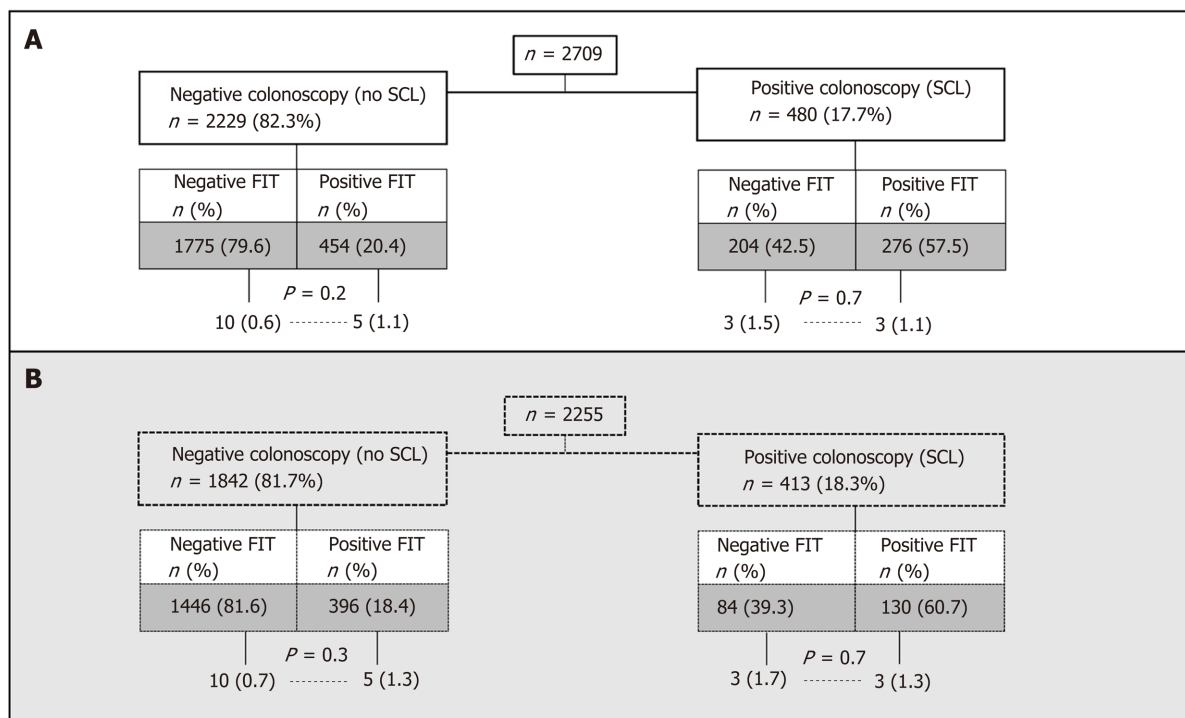 A
n = 2709
Negative colonoscopy (no SCL)
n = 2229 (82.3%)
Positive colonoscopy (SCL)
n = 480 (17.7%)
Negative FIT
n (%)
Positive FIT
n (%)
Negative FIT
n (%)
Positive FIT
n (%)
1775 (79.6)
454 (20.4)
204 (42.5)
276 (57.5)
P = 0.2
P = 0.7
10 (0.6)
5 (1.1)
3 (1.5)
3 (1.1)
B
n = 2255
Negative colonoscopy (no SCL)
n = 1842 (81.7%)
Positive colonoscopy (SCL)
n = 413 (18.3%)
Negative FIT
n (%)
Positive FIT
n (%)
Negative FIT
n (%)
Positive FIT
n (%)
1446 (81.6)
396 (18.4)
84 (39.3)
130 (60.7)
P = 0.3
P = 0.7
10 (0.7)
5 (1.3)
3 (1.7)
3 (1.3)